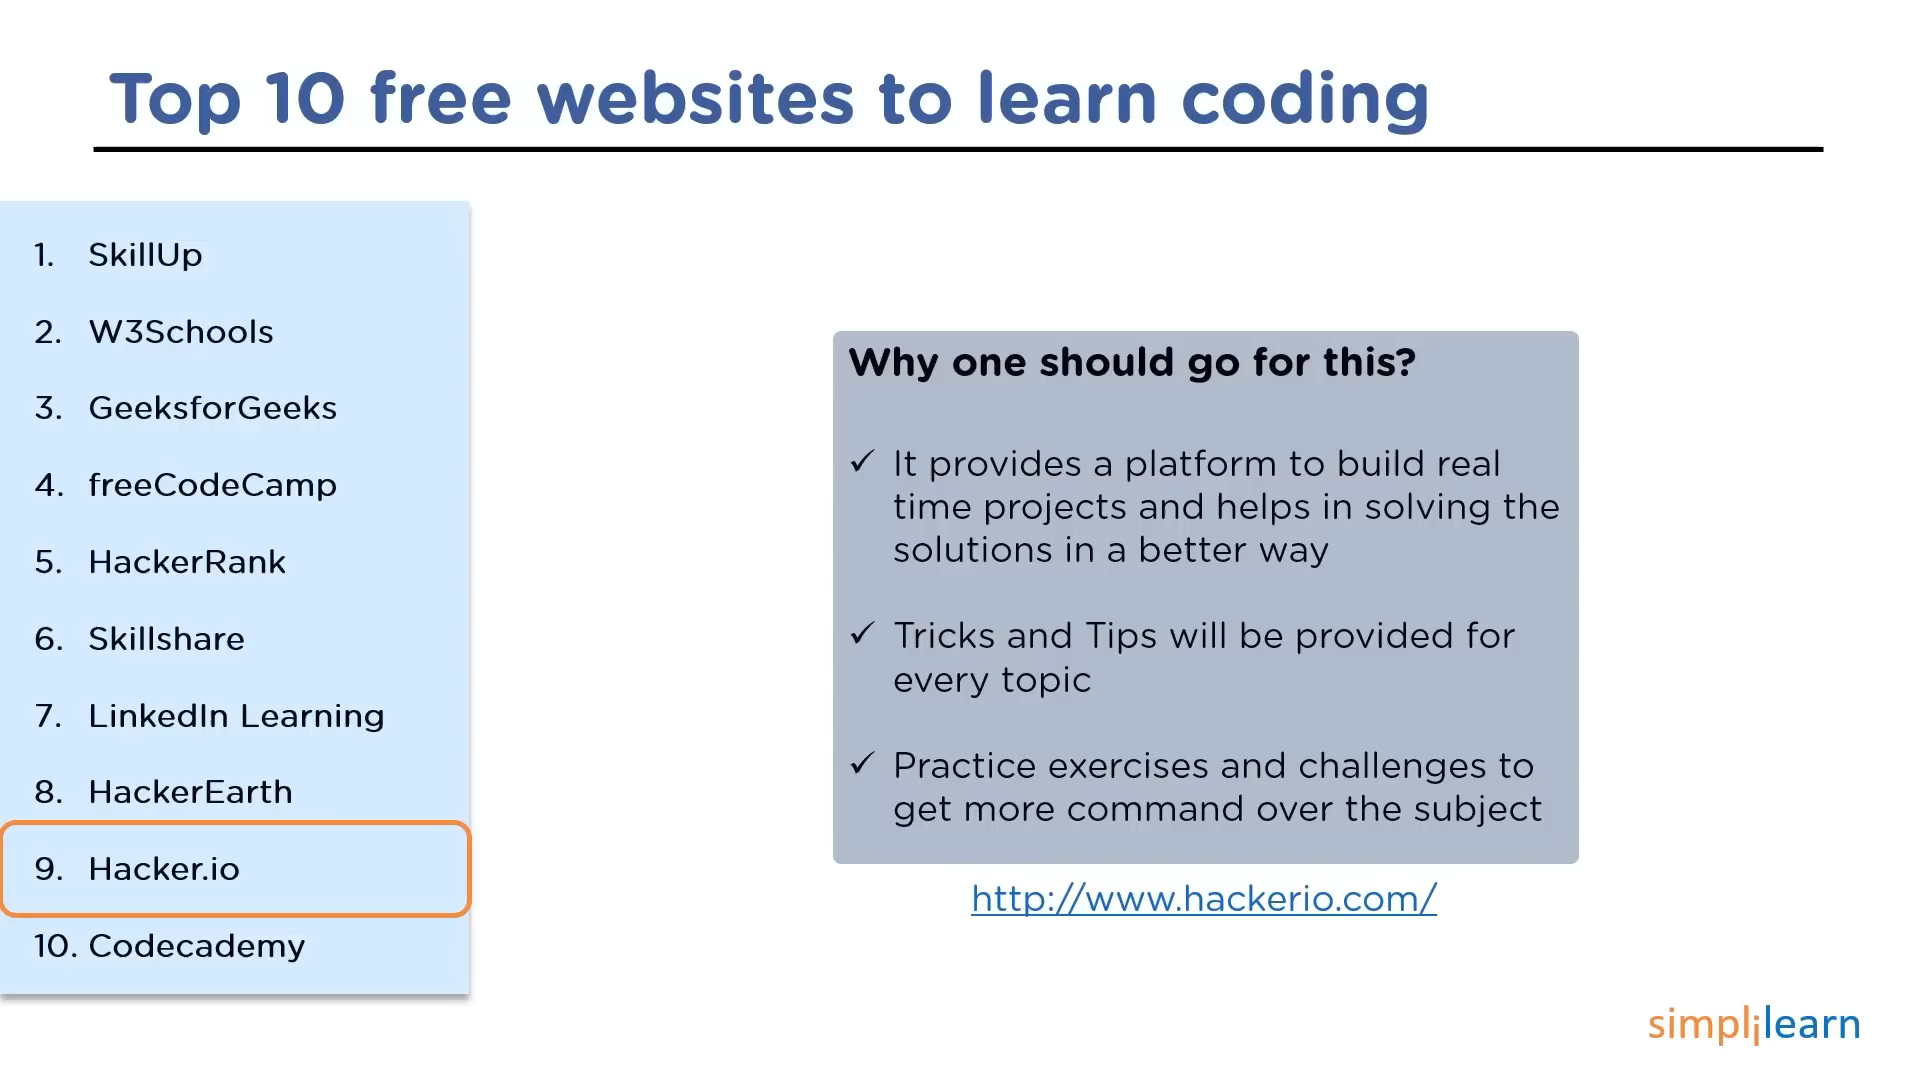 Top 10 free websites to learn coding
1. SkillUp
2. W3Schools
3. GeeksforGeeks
4. freeCodeCamp
5. HackerRank
6. Skillshare
7. LinkedIn Learning
8. HackerEarth
9. Hacker.io
10. Codecademy
Why one should go for this?
✓ It provides a platform to build real
time projects and helps in solving the
solutions in a better way
✓ Tricks and Tips will be provided for
every topic
✓ Practice exercises and challenges to
get more command over the subject
http://www.hackerio.com/
simplilearn